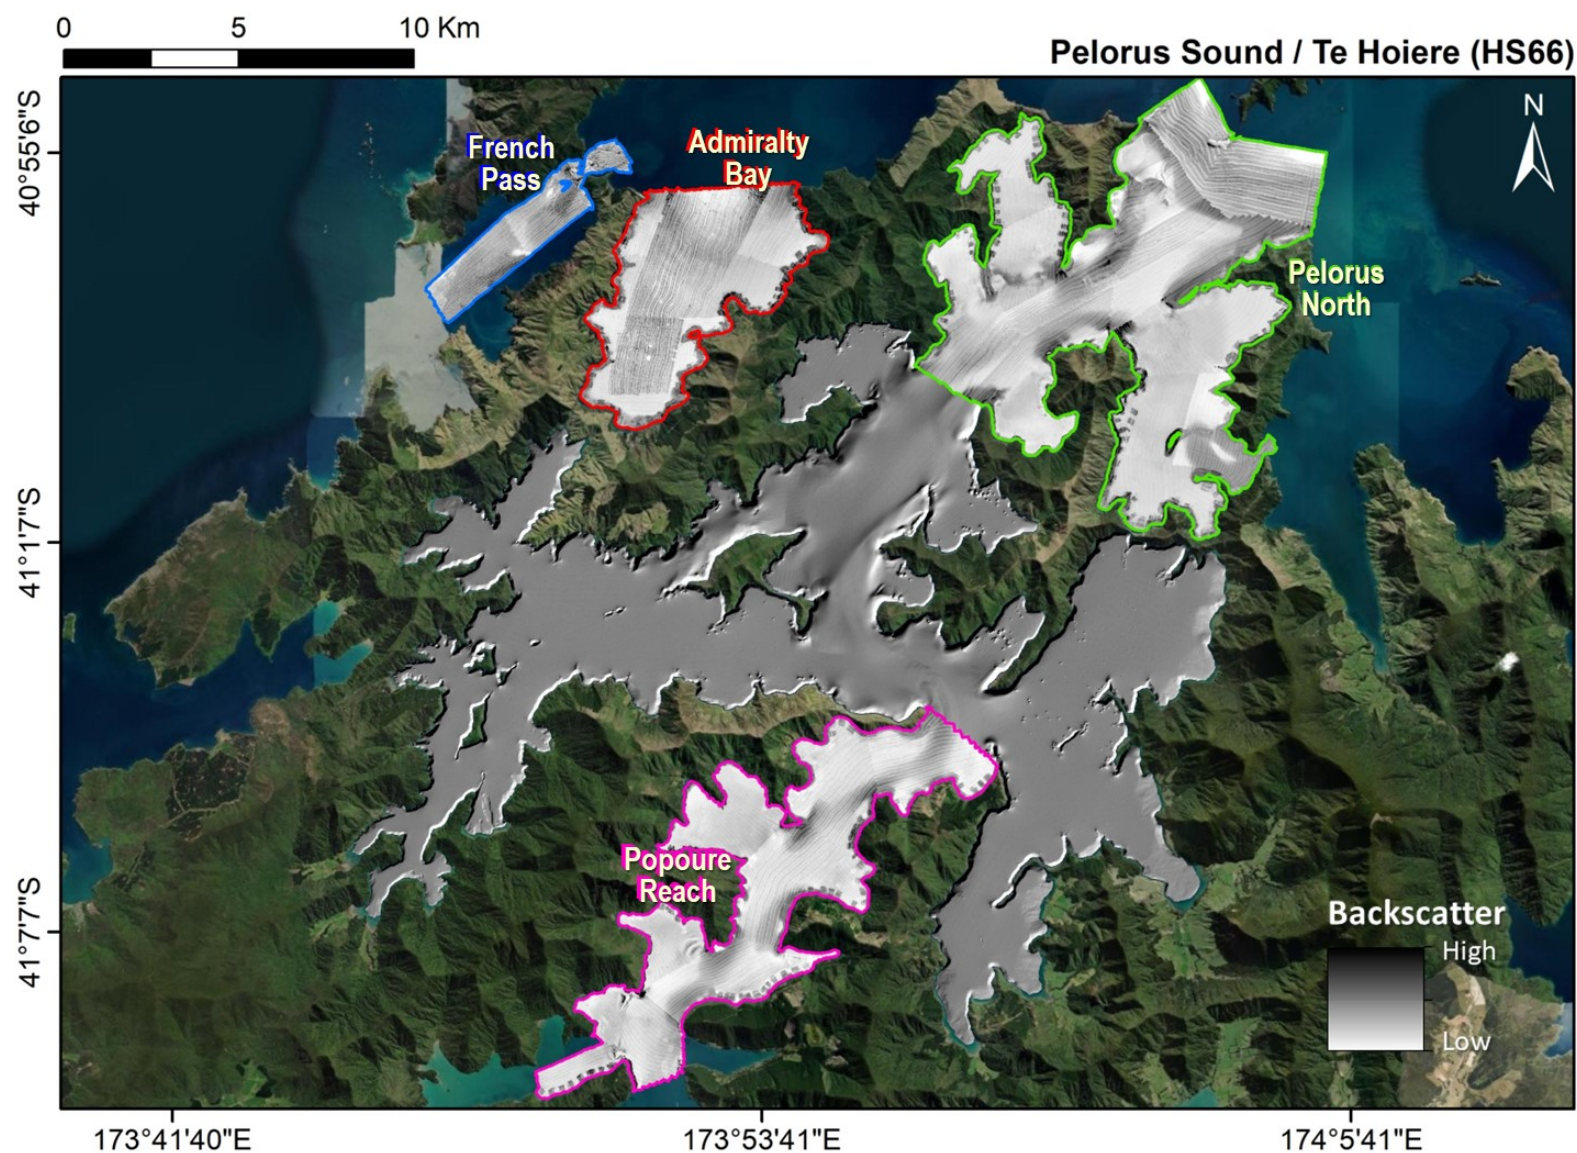 0 5 10 Km
Pelorus Sound / Te Hoiere (HS66)
N
40°55'6"S
French
Pass
Admiralty
Bay
Pelorus
North
41°1'7"S
Popoure
Reach
41°7'7"S
Backscatter
High
Low
173°41'40"E 173°53'41"E 174°5'41"E